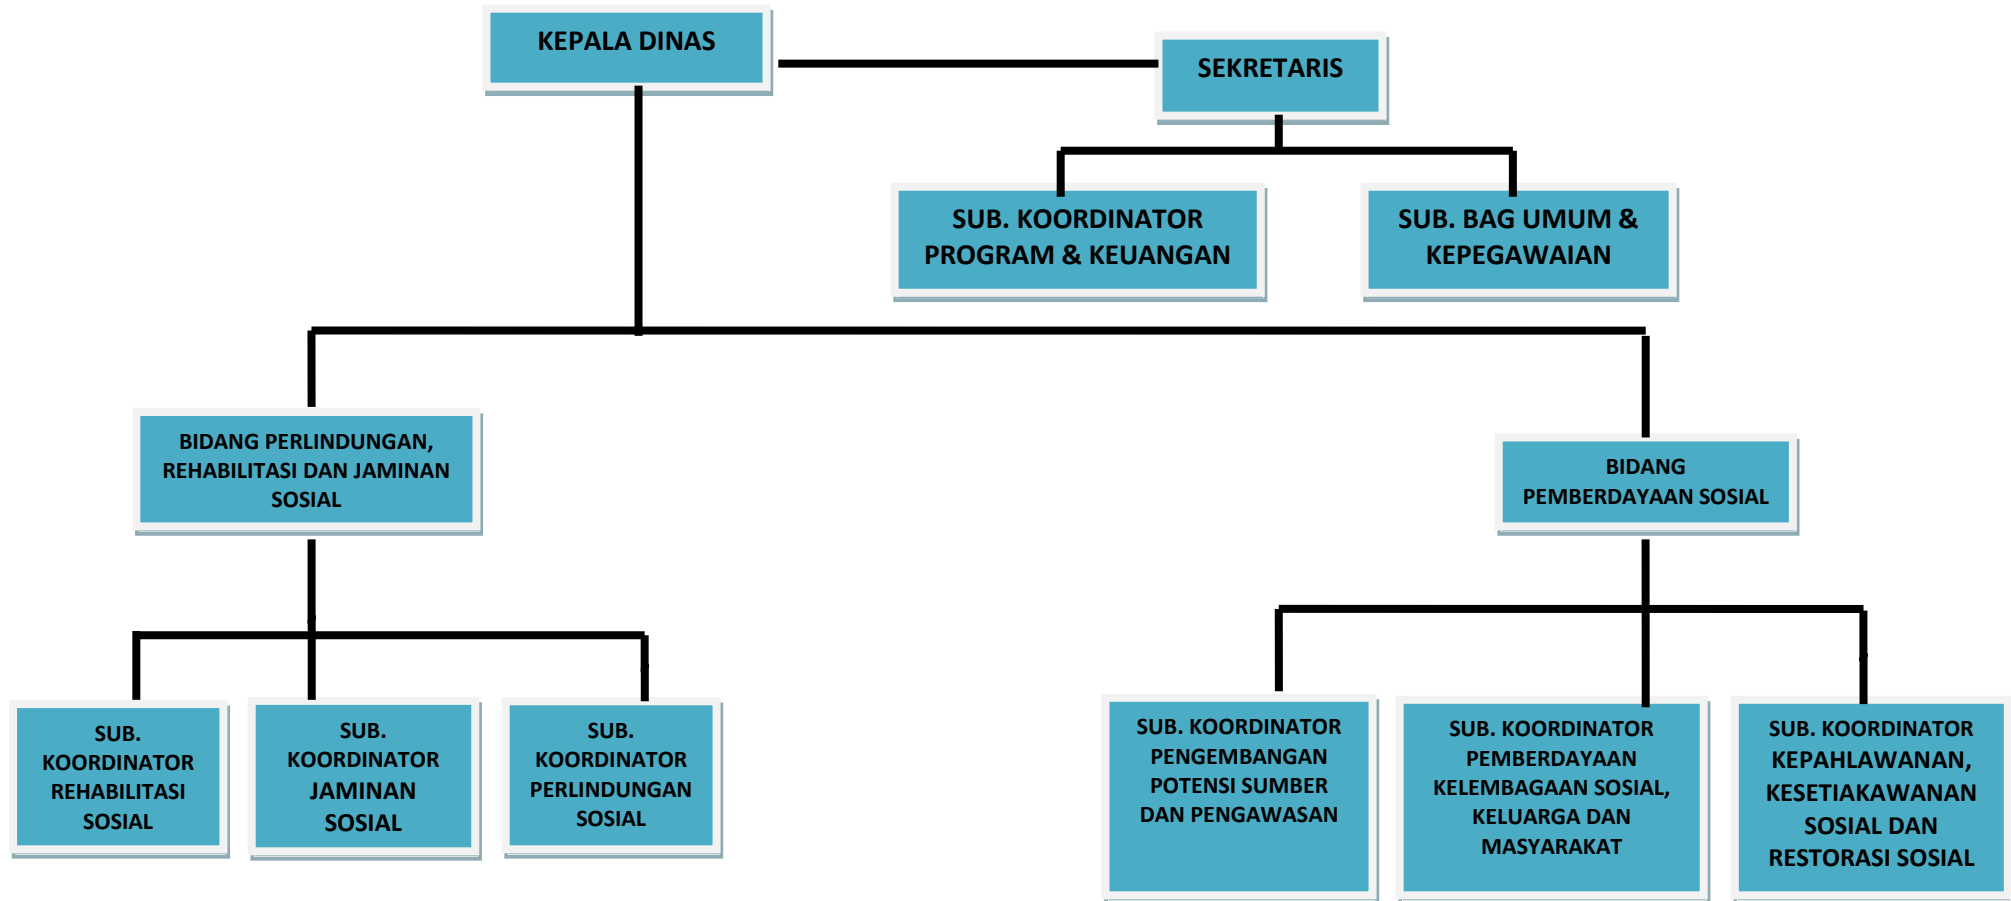 KEPALA DINAS
SEKRETARIS
SUB. KOORDINATOR
PROGRAM & KEUANGAN
SUB. BAG UMUM &
KEPEGAWAIAN
BIDANG PERLINDUNGAN,
REHABILITASI DAN JAMINAN
SOSIAL
BIDANG
PEMBERDAYAAN SOSIAL
SUB.
KOORDINATOR
REHABILITASI
SOSIAL
SUB.
KOORDINATOR
JAMINAN
SOSIAL
SUB.
KOORDINATOR
PERLINDUNGAN
SOSIAL
SUB. KOORDINATOR
PENGEMBANGAN
POTENSI SUMBER
DAN PENGAWASAN
SUB. KOORDINATOR
PEMBERDAYAAN
KELEMBAGAAN SOSIAL,
KELUARGA DAN
MASYARAKAT
SUB. KOORDINATOR
KEPAHLAWANAN,
KESETIAKAWANAN
SOSIAL DAN
RESTORASI SOSIAL